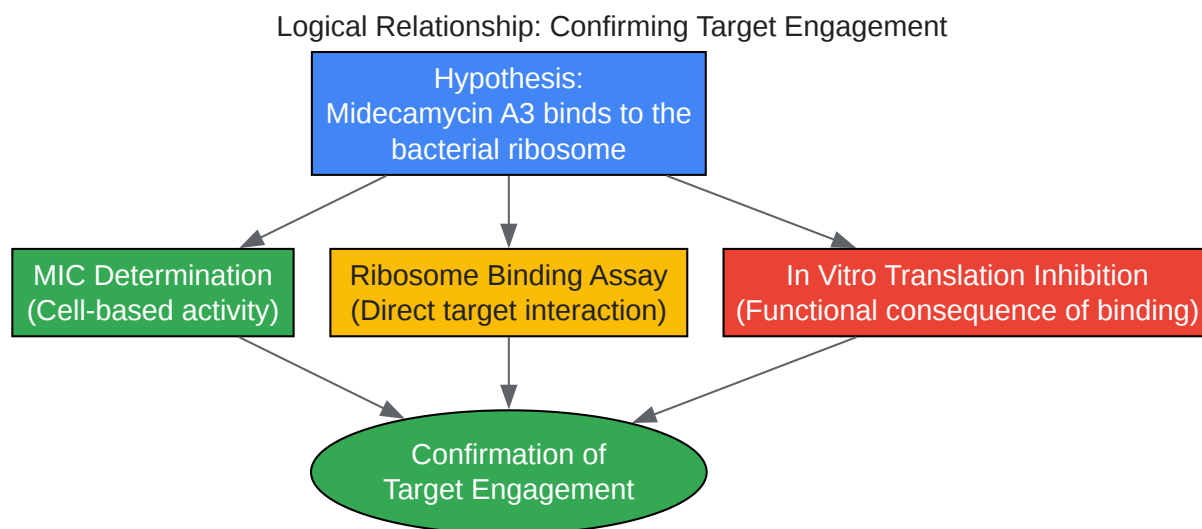 Logical Relationship: Confirming Target Engagement
Hypothesis:
Midecamycin A3 binds to the
bacterial ribosome
MIC Determination
(Cell-based activity)
Ribosome Binding Assay
(Direct target interaction)
In Vitro Translation Inhibition
(Functional consequence of binding)
Confirmation of
Target Engagement